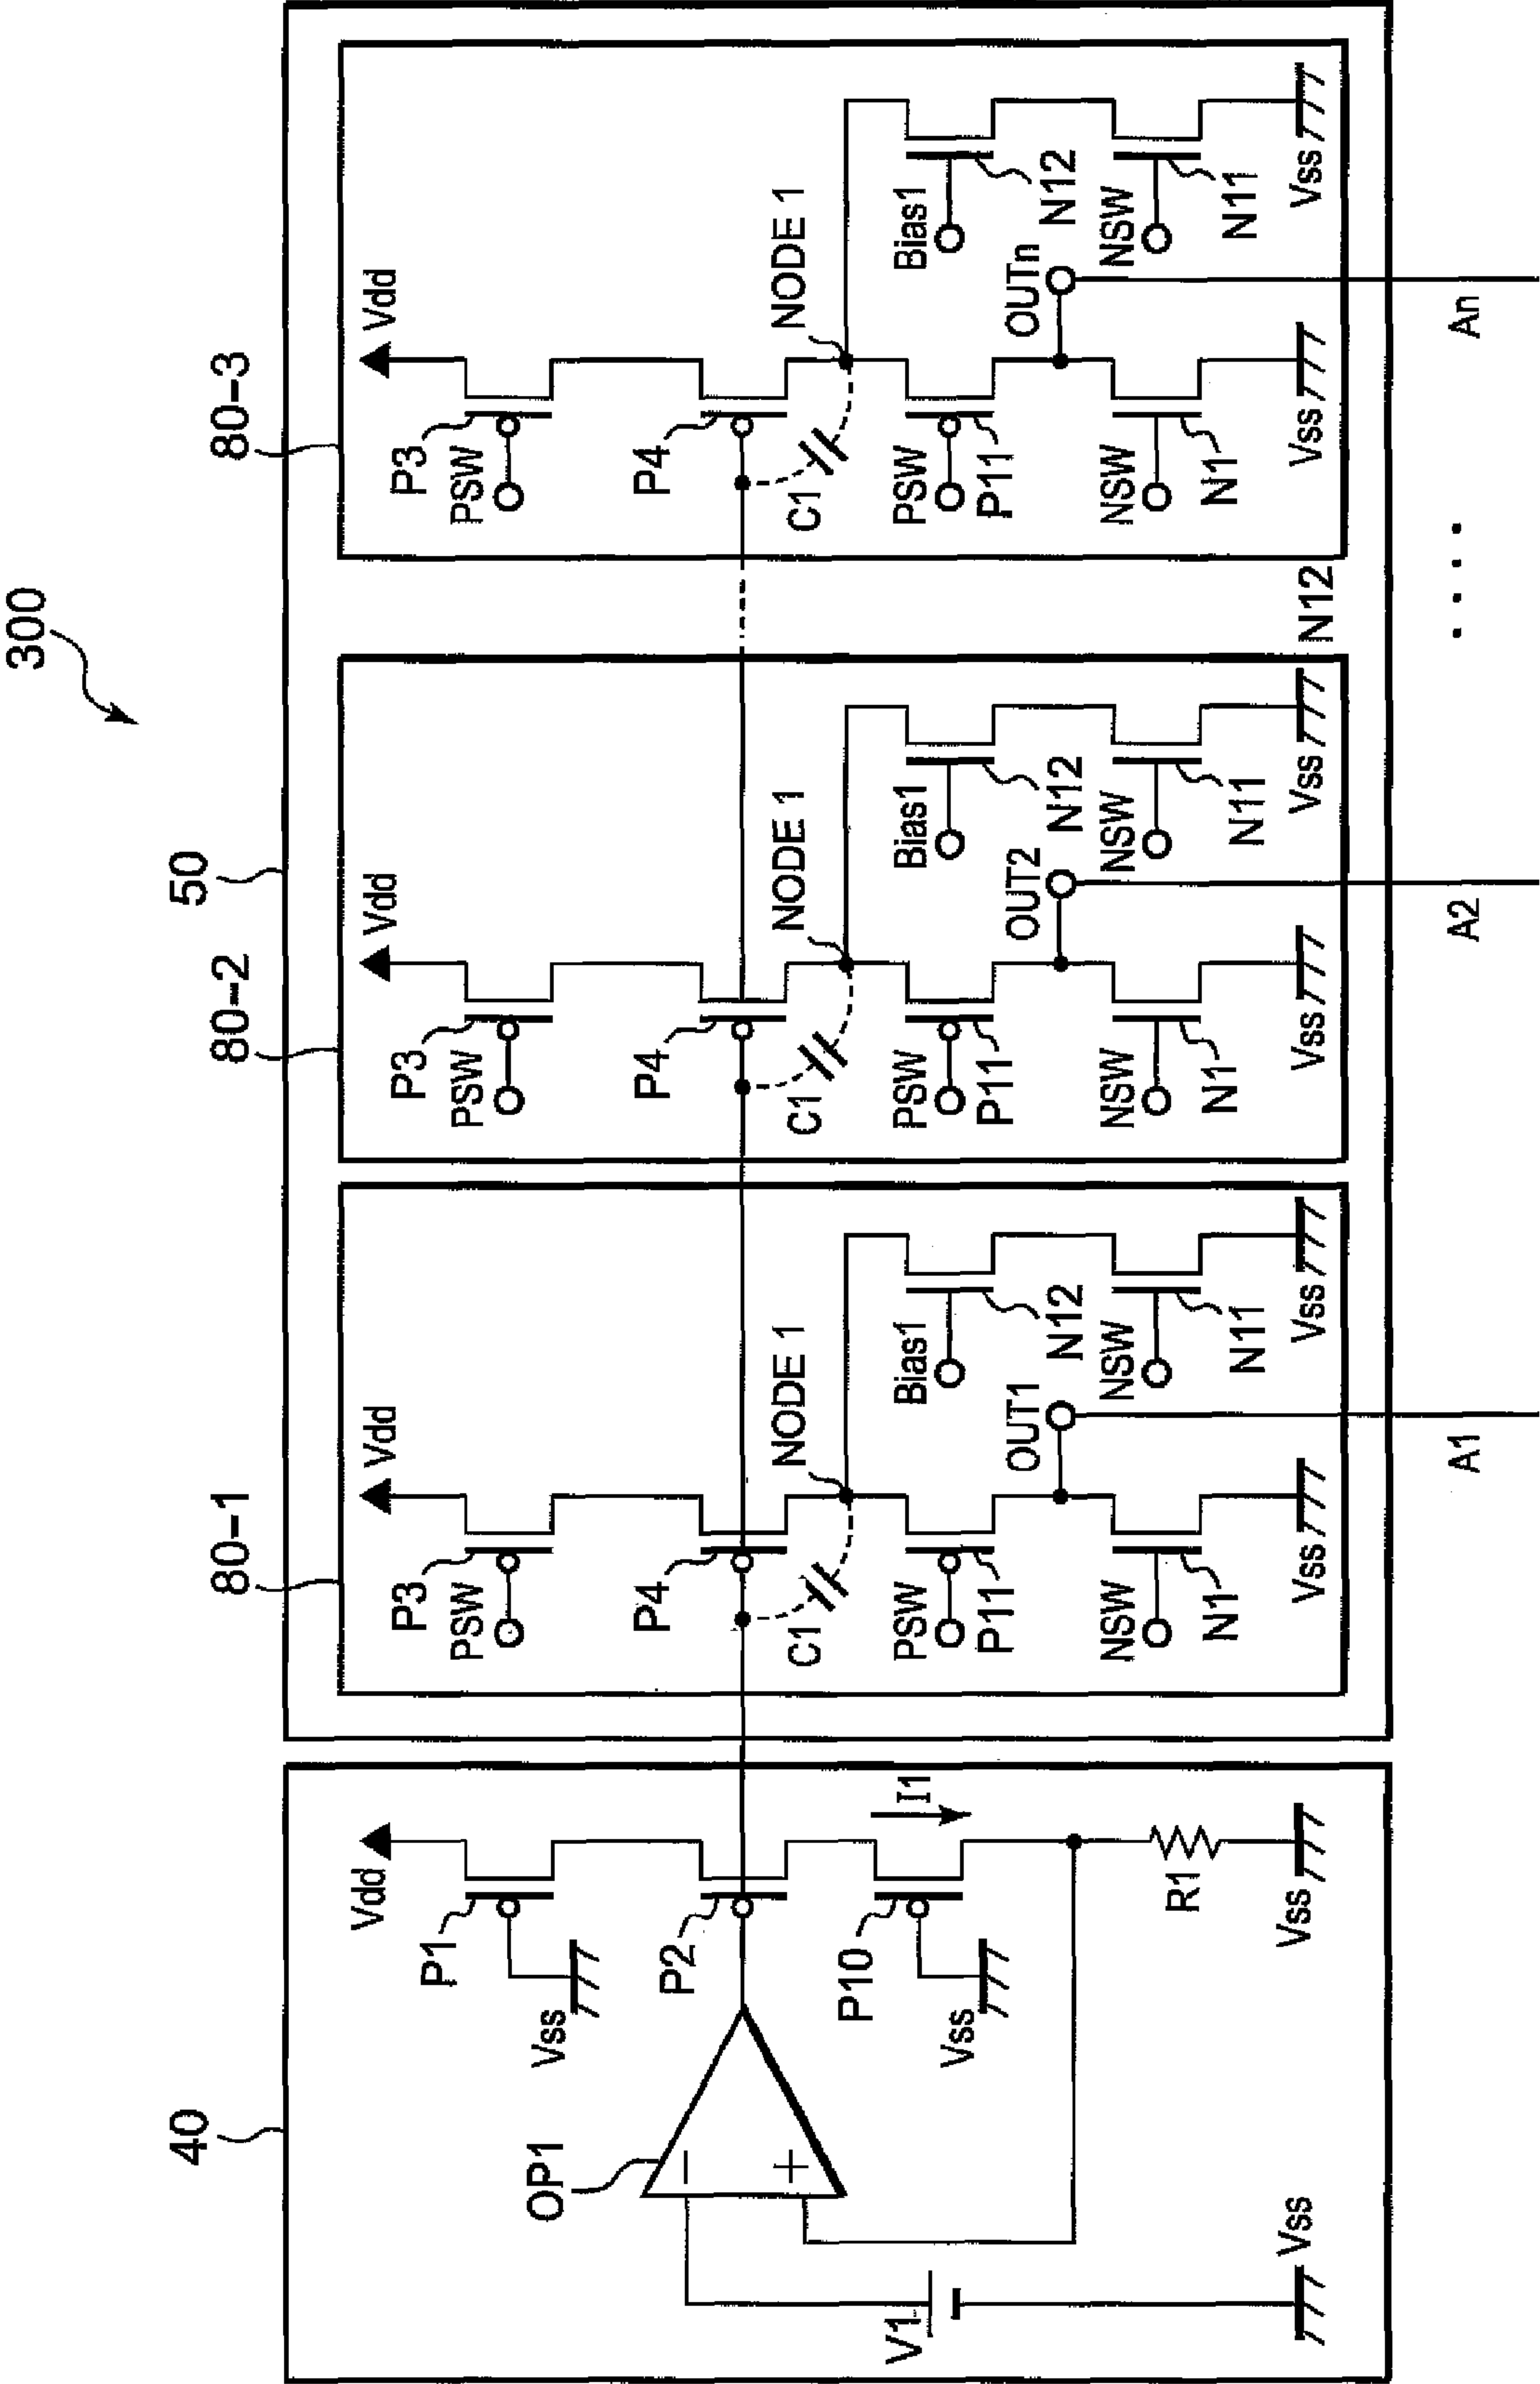 300
40
50
80-1
80-2
80-3
Vdd
P1
Vss
P2
OP1
P10
Vss
I1
R1
Vss
V1
Vss
Vdd
P3
PSW
P4
C1
NODE 1
PSW
P11
Bias1
N12
OUT1
NSW
N1
NSW
N11
Vss
Vss
A1
Vdd
P3
PSW
P4
C1
NODE 1
PSW
P11
Bias1
N12
OUT2
NSW
N1
NSW
N11
Vss
Vss
A2
N12
Vdd
P3
PSW
P4
C1
NODE 1
PSW
P11
Bias1
N12
OUTn
NSW
N1
NSW
N11
Vss
Vss
An
....